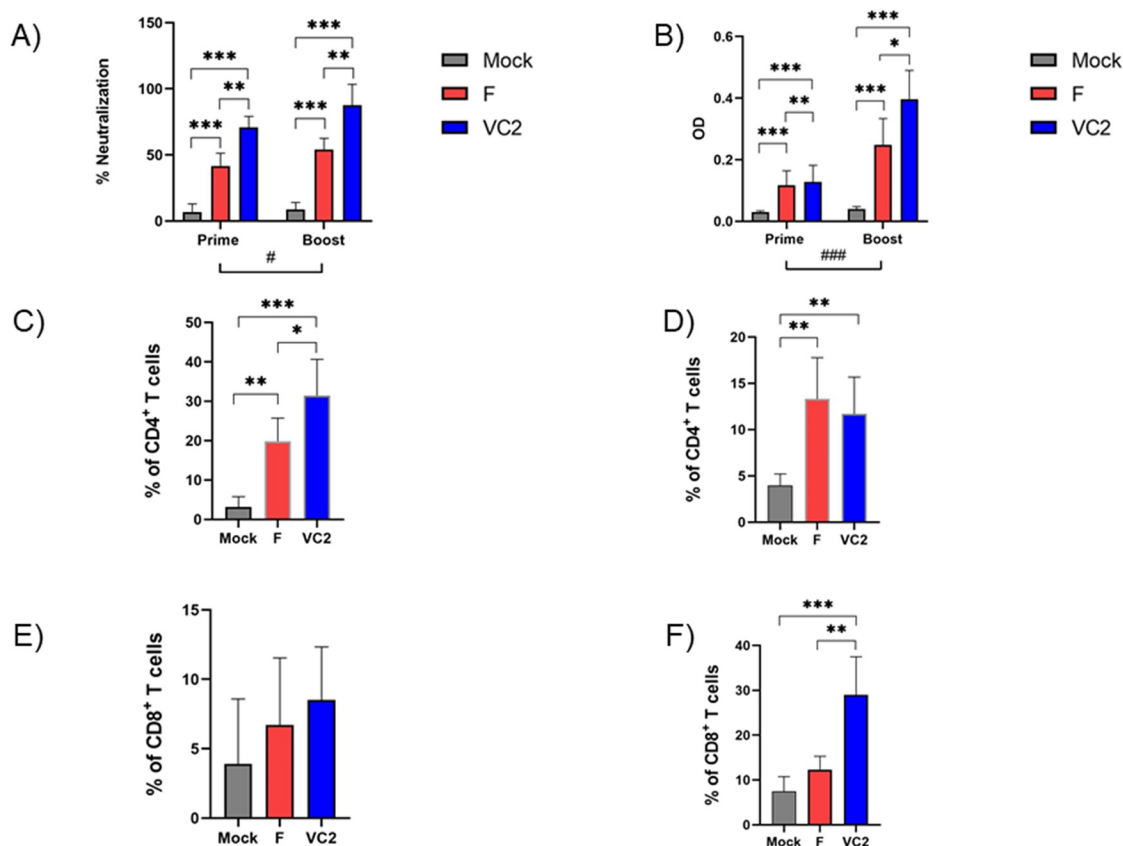 A)
% Neutralization
150
100
50
0
***
***
**
***
***
**
Prime
Boost
#
Mock
F
VC2
B)
OD
0.6
0.4
0.2
0.0
***
**
***
***
*
***
Prime
Boost
###
Mock
F
VC2
C)
% of CD4+ T cells
50
40
30
20
10
0
***
*
**
Mock F VC2
D)
% of CD4+ T cells
20
15
10
5
0
**
**
Mock F VC2
E)
% of CD8+ T cells
15
10
5
0
Mock F VC2
F)
% of CD8+ T cells
40
30
20
10
0
***
**
Mock F VC2